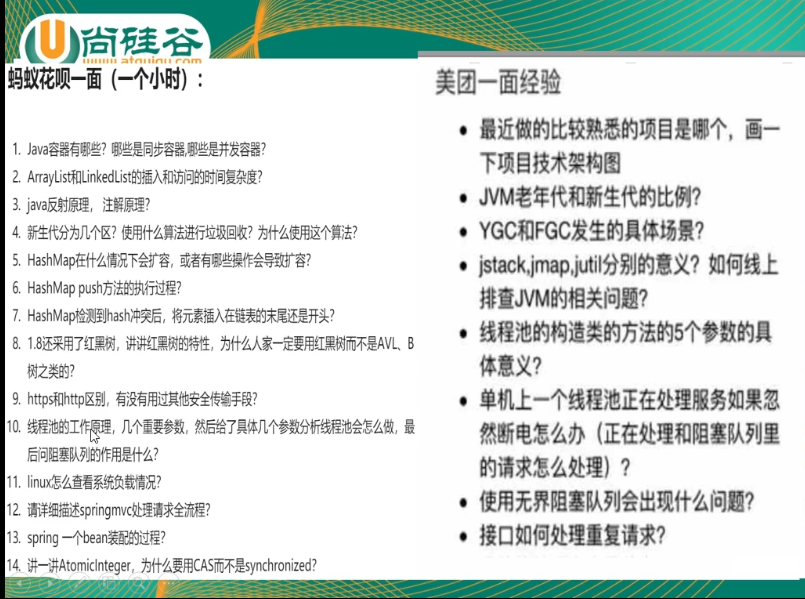 尚硅谷
www.atguigu.com
蚂蚁花呗一面（一个小时）：
1. Java容器有哪些？哪些是同步容器,哪些是并发容器？
2. ArrayList和LinkedList的插入和访问的时间复杂度？
3. java反射原理，注解原理？
4. 新生代分为几个区？使用什么算法进行垃圾回收？为什么使用这个算法？
5. HashMap在什么情况下会扩容，或者有哪些操作会导致扩容？
6. HashMap push方法的执行过程？
7. HashMap检测到hash冲突后，将元素插入在链表的末尾还是开头？
8. 1.8还采用了红黑树，讲讲红黑树的特性，为什么人家一定要用红黑树而不是AVL、B
树之类的？
9. https和http区别，有没有用过其他安全传输手段？
10. 线程池的工作原理，几个重要参数，然后给了具体几个参数分析线程池会怎么做，最
后问阻塞队列的作用是什么？
11. linux怎么查看系统负载情况？
12. 请详细描述springmvc处理请求全流程？
13. spring 一个bean装配的过程？
14. 讲一讲AtomicInteger，为什么要用CAS而不是synchronized？
美团一面经验
• 最近做的比较熟悉的项目是哪个，画一
下项目技术架构图
• JVM老年代和新生代的比例？
• YGC和FGC发生的具体场景？
• jstack,jmap,jutil分别的意义？如何线上
排查JVM的相关问题？
• 线程池的构造类的方法的5个参数的具
体意义？
• 单机上一个线程池正在处理服务如果忽
然断电怎么办（正在处理和阻塞队列里
的请求怎么处理）？
• 使用无界阻塞队列会出现什么问题？
• 接口如何处理重复请求？